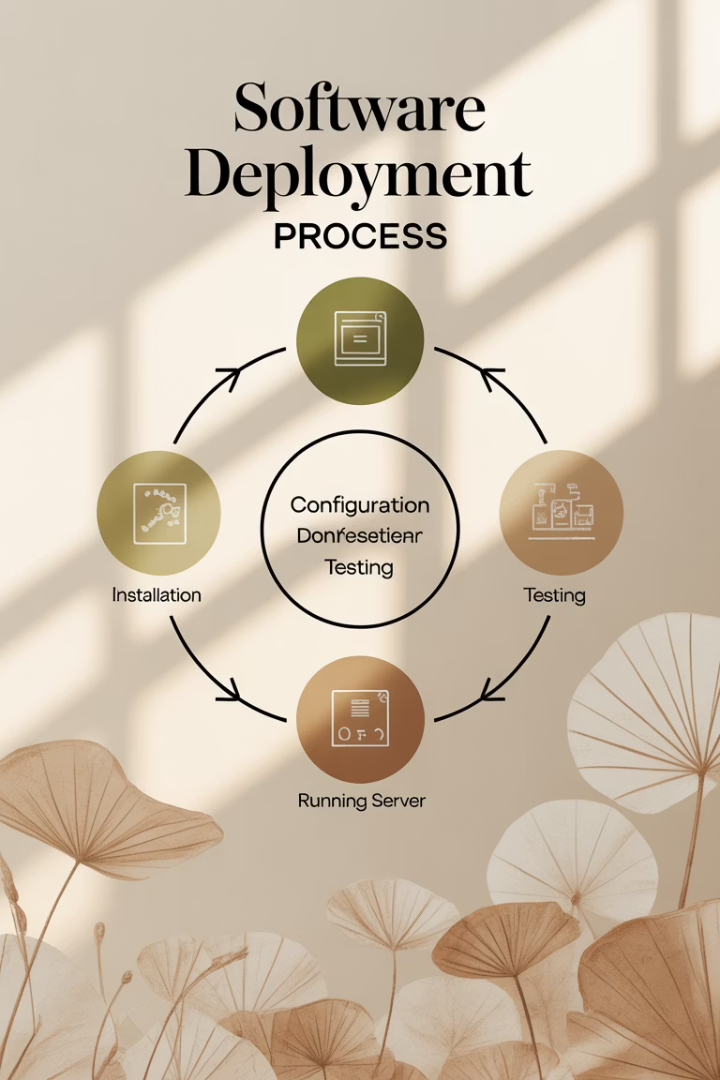 Software
Deployment
PROCESS
Configuration
Testing
Installation
Testing
Running Server